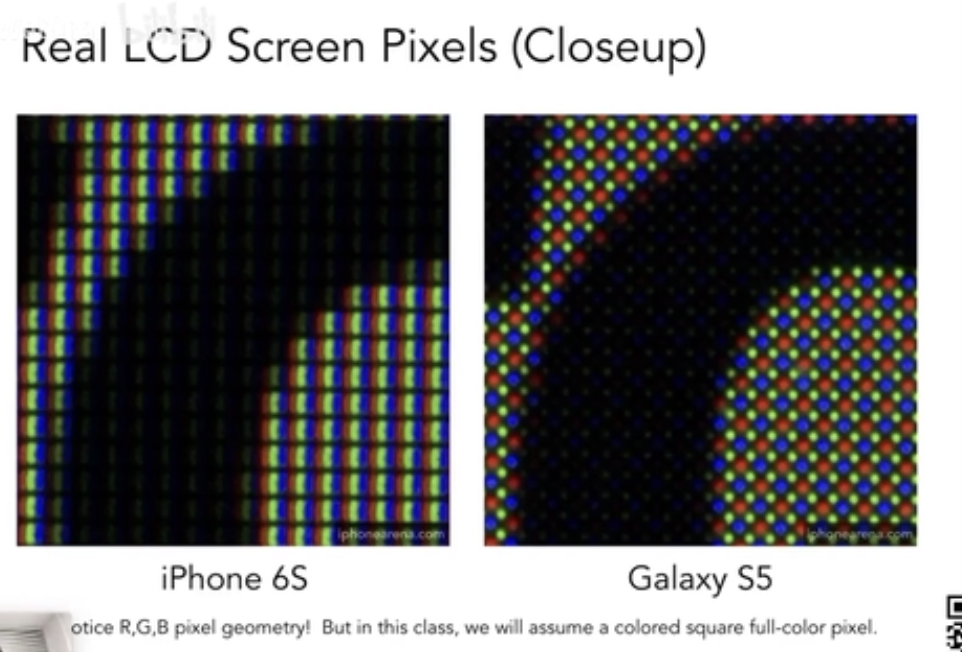 Real LCD Screen Pixels (Closeup)
iphonearena.com
iphonearena.com
iPhone 6S
Galaxy S5
otice R,G,B pixel geometry! But in this class, we will assume a colored square full-color pixel.